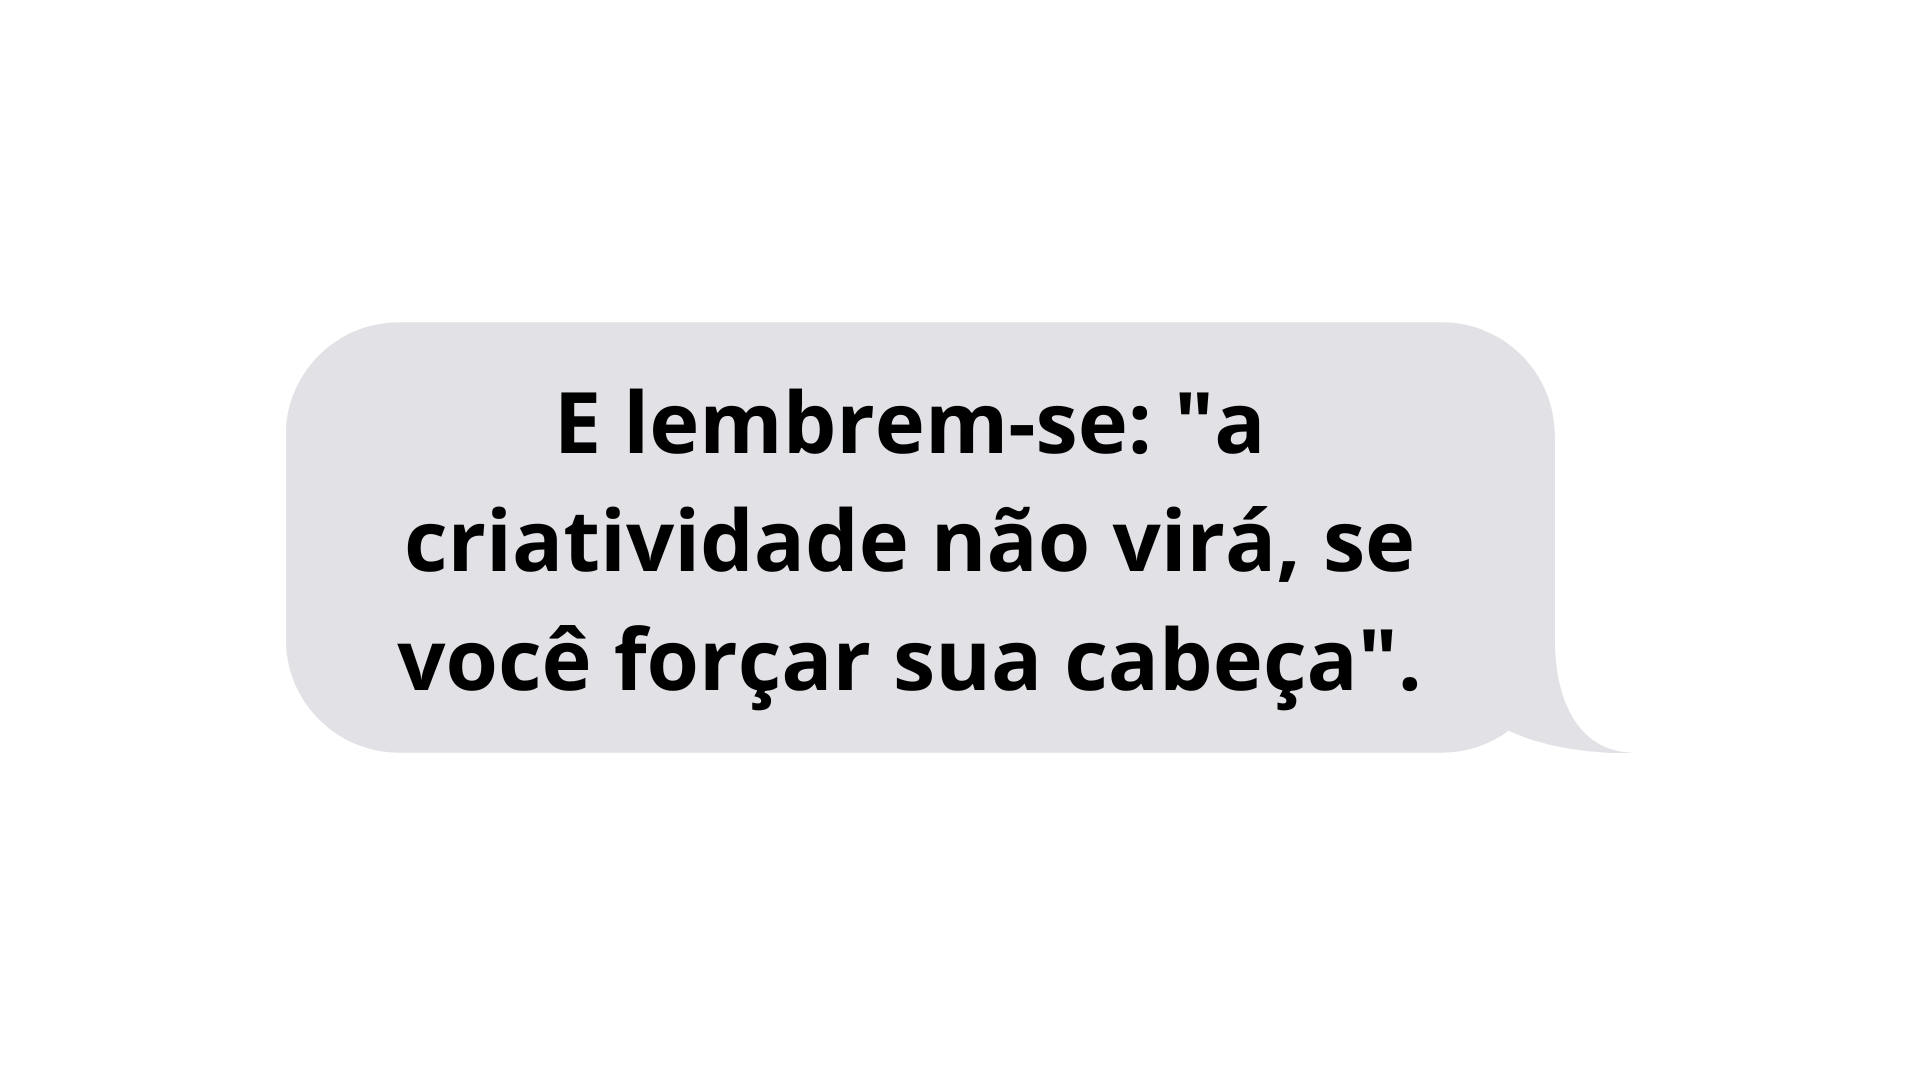 E lembrem-se: "a
criatividade não virá, se
você forçar sua cabeça".